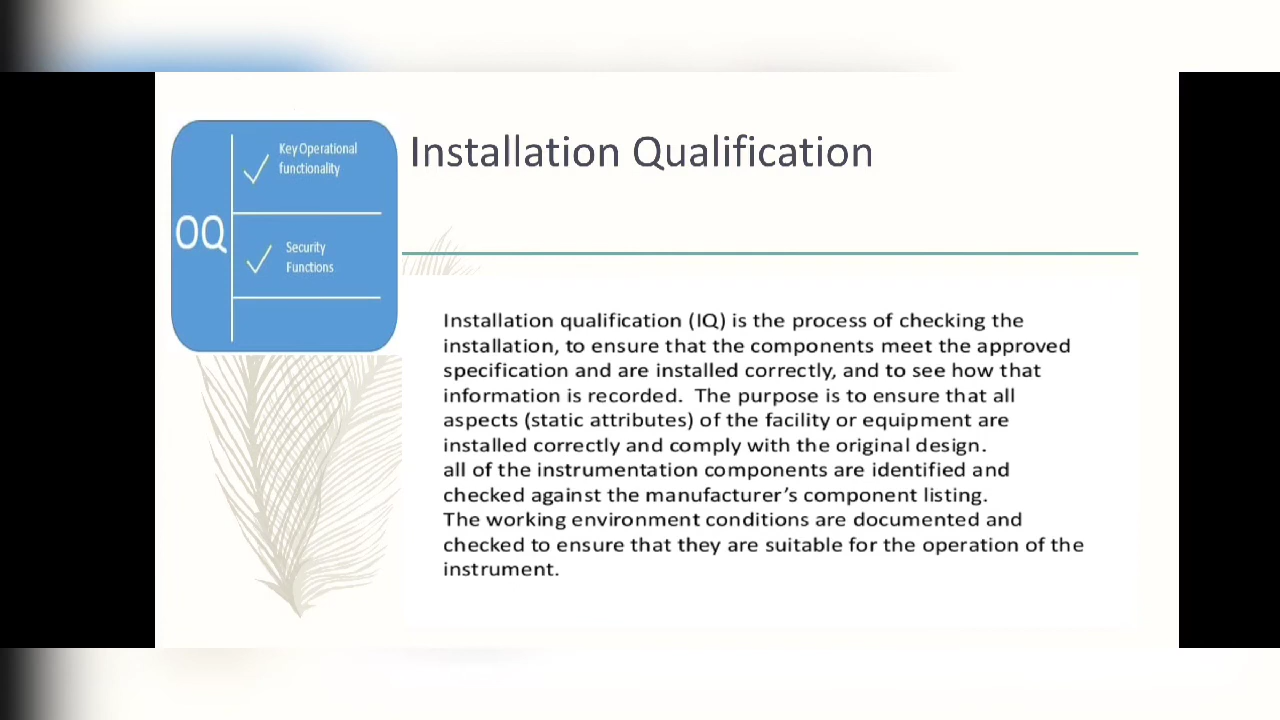 Installation Qualification
OQ
Key Operational
functionality
Security
Functions
Installation qualification (IQ) is the process of checking the
installation, to ensure that the components meet the approved
specification and are installed correctly, and to see how that
information is recorded.  The purpose is to ensure that all
aspects (static attributes) of the facility or equipment are
installed correctly and comply with the original design.
all of the instrumentation components are identified and
checked against the manufacturer’s component listing.
The working environment conditions are documented and
checked to ensure that they are suitable for the operation of the
instrument.